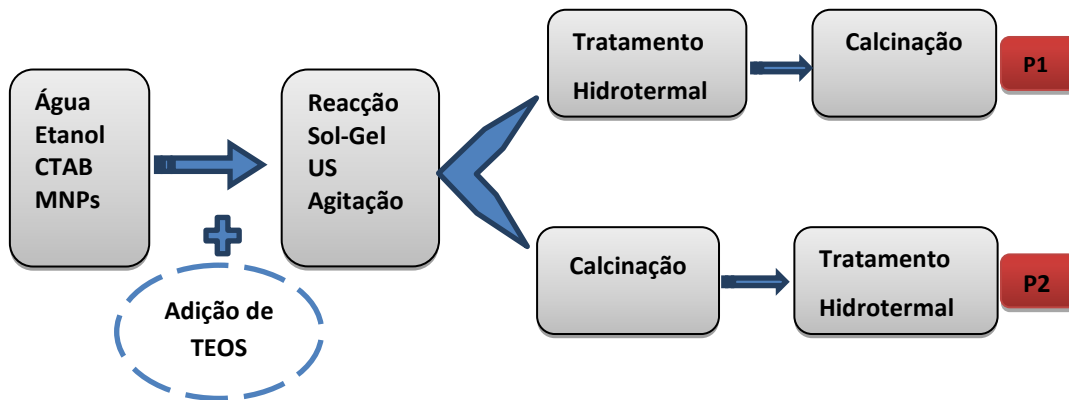 Água
Etanol
CTAB
MNPs
Adição de
TEOS
Reacção
Sol-Gel
US
Agitação
Tratamento
Hidrotermal
Calcinação
P1
Calcinação
Tratamento
Hidrotermal
P2